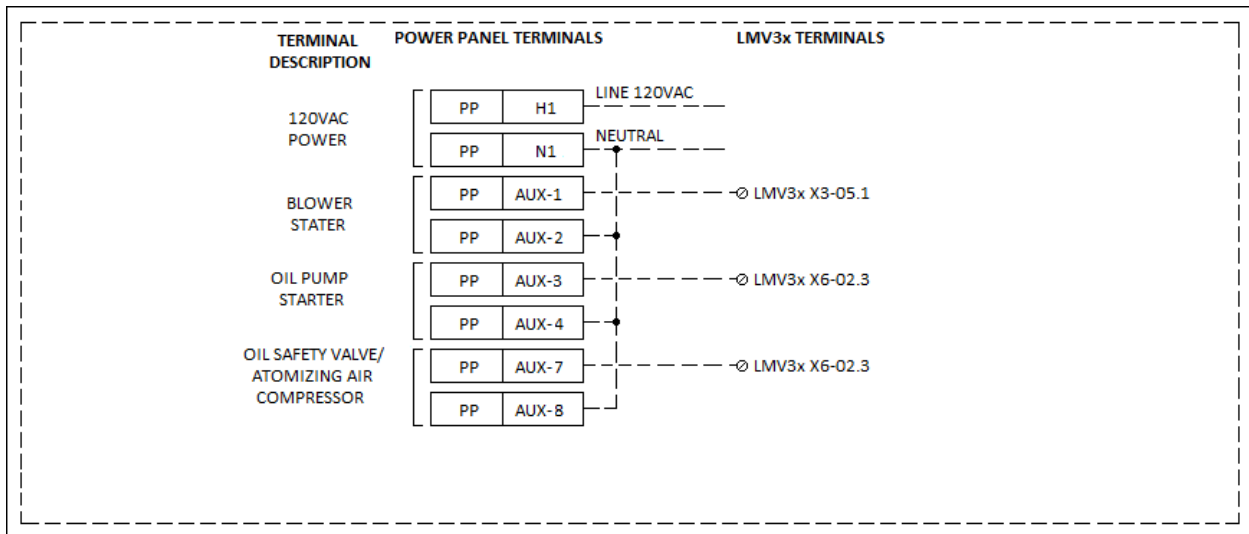 TERMINAL
DESCRIPTION
POWER PANEL TERMINALS
LMV3x TERMINALS
120VAC
POWER
PP H1
LINE 120VAC
PP N1
NEUTRAL
BLOWER
STATER
PP AUX-1
LMV3x X3-05.1
PP AUX-2
OIL PUMP
STARTER
PP AUX-3
LMV3x X6-02.3
PP AUX-4
OIL SAFETY VALVE/
ATOMIZING AIR
COMPRESSOR
PP AUX-7
LMV3x X6-02.3
PP AUX-8